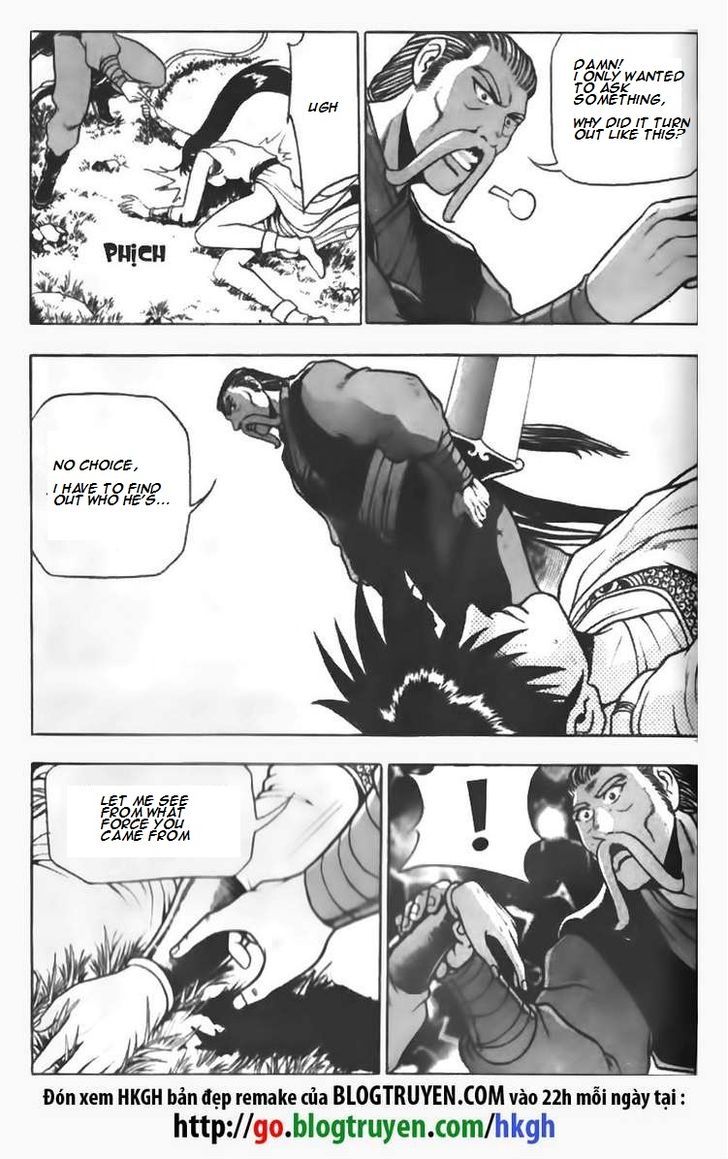 UGH
PHỊCH
DAMN!
I ONLY WANTED
TO ASK
SOMETHING,
WHY DID IT TURN
OUT LIKE THIS?
NO CHOICE,
I HAVE TO FIND
OUT WHO HE'S...
LET ME SEE
FROM WHAT
FORCE YOU
CAME FROM
!
Đón xem HKGH bản đẹp remake của BLOGTRUYEN.COM vào 22h mỗi ngày tại :
http://go.blogtruyen.com/hkgh